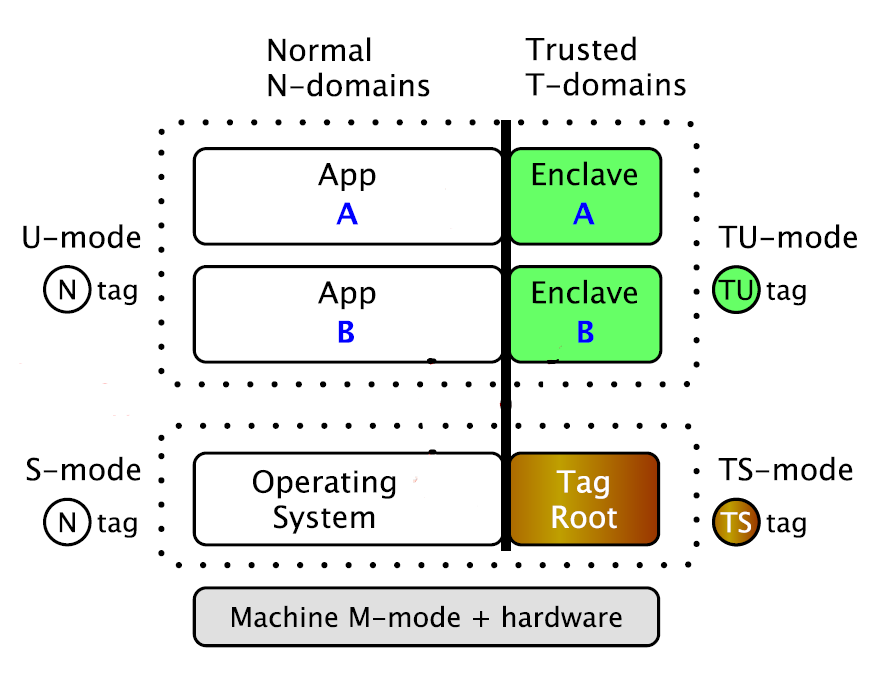 Normal
N-domains
Trusted
T-domains
App
A
Enclave
A
U-mode
N tag
TU-mode
TU tag
App
B
Enclave
B
S-mode
N tag
Operating
System
Tag
Root
TS-mode
TS tag
Machine M-mode + hardware